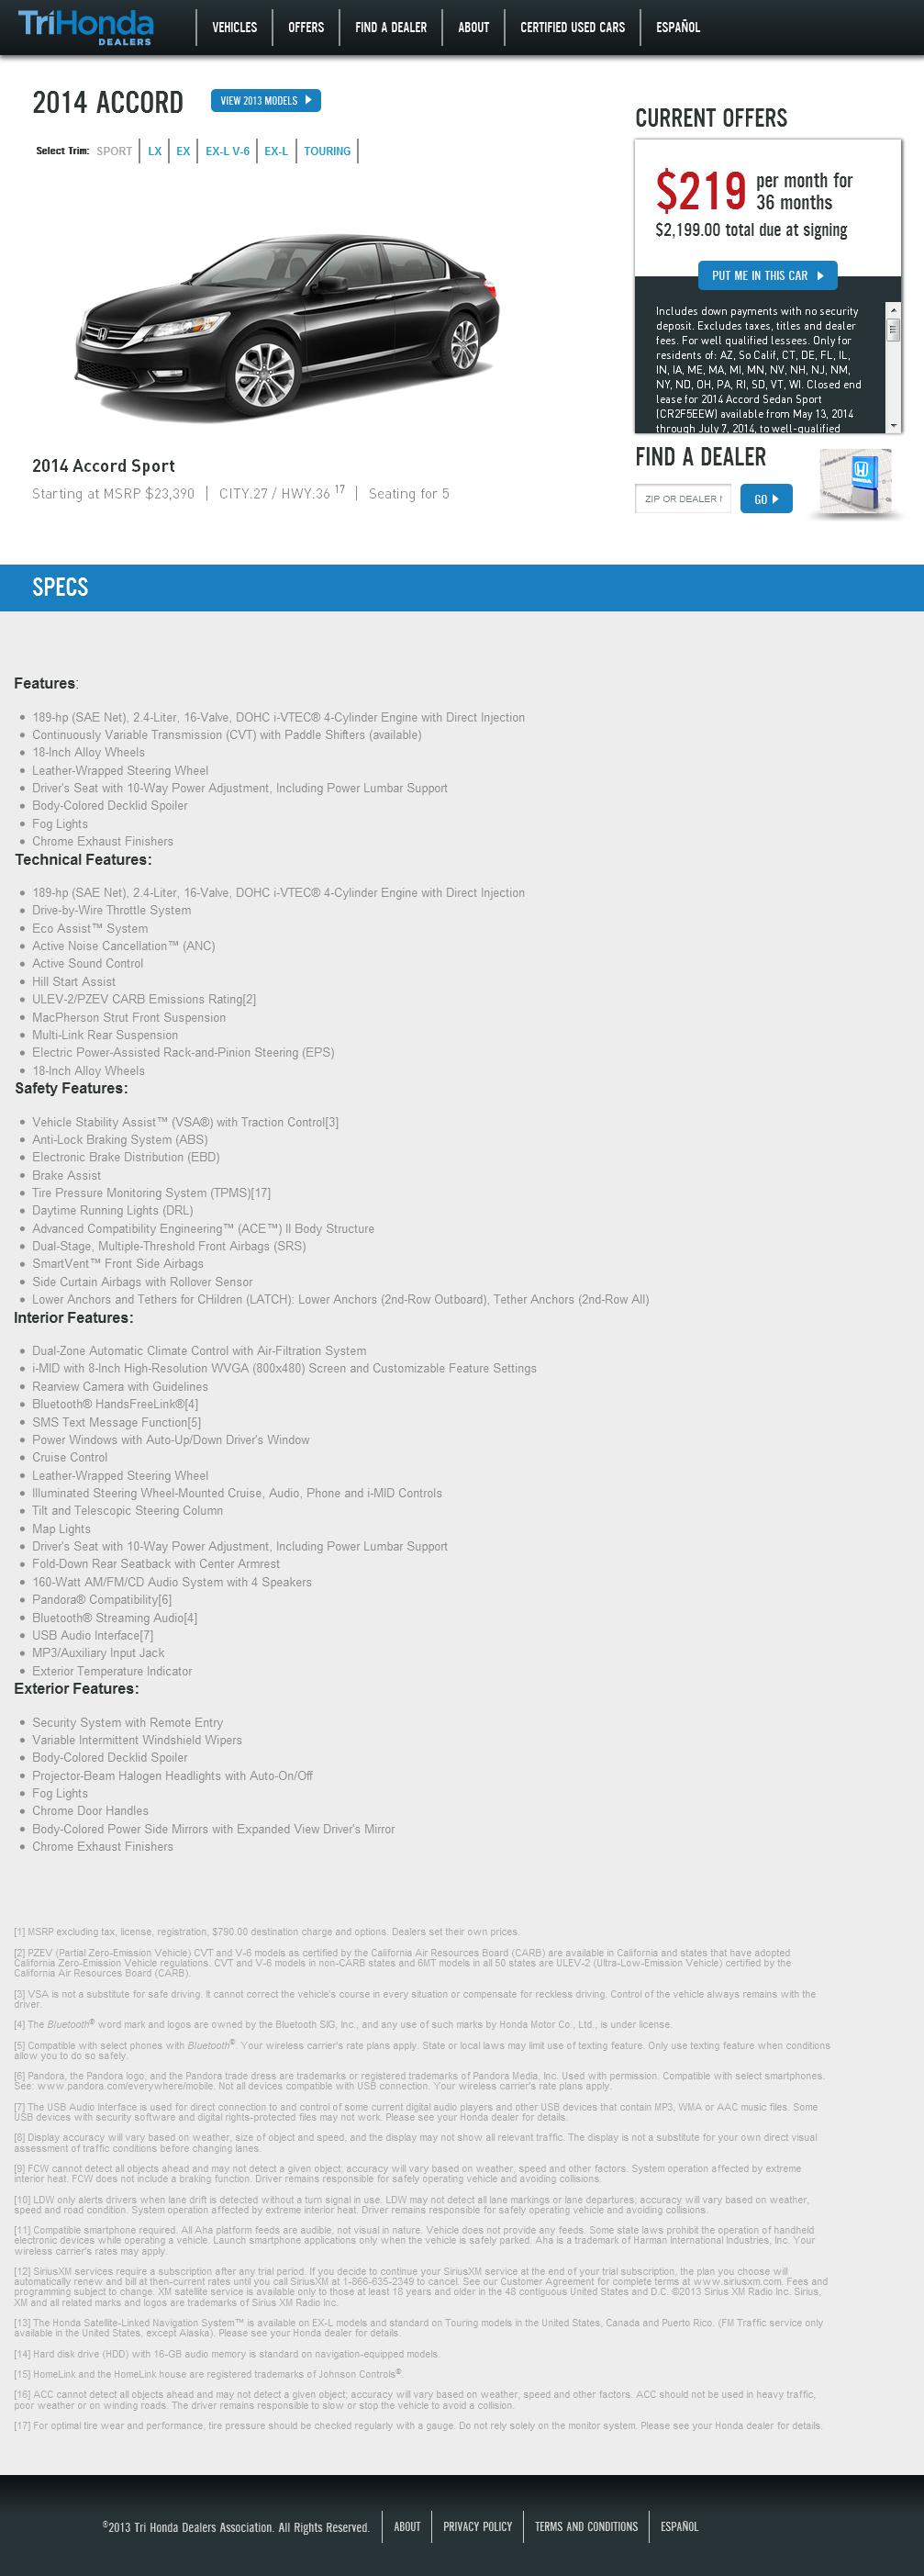 TriHonda
DEALERS
VEHICLES
OFFERS
FIND A DEALER
ABOUT
CERTIFIED USED CARS
ESPAÑOL
2014 ACCORD
VIEW 2013 MODELS
Select Trim: SPORT LX EX EX-L V-6 EX-L TOURING
2014 Accord Sport
Starting at MSRP $23,390 | CITY.27 / HWY.36 17 | Seating for 5
CURRENT OFFERS
$219 per month for
36 months
$2,199.00 total due at signing
PUT ME IN THIS CAR
Includes down payments with no security
deposit. Excludes taxes, titles and dealer
fees. For well qualified lessees. Only for
residents of: AZ, So Calif, CT, DE, FL, IL,
IN, IA, ME, MA, MI, MN, NV, NH, NJ, NM,
NY, ND, OH, PA, RI, SD, VT, WI. Closed end
lease for 2014 Accord Sedan Sport
(CR2F5EEW) available from May 13, 2014
through July 7, 2014, to well-qualified
FIND A DEALER
ZIP OR DEALER
GO
SPECS
Features:
189-hp (SAE Net), 2.4-Liter, 16-Valve, DOHC i-VTEC® 4-Cylinder Engine with Direct Injection
Continuously Variable Transmission (CVT) with Paddle Shifters (available)
18-Inch Alloy Wheels
Leather-Wrapped Steering Wheel
Driver's Seat with 10-Way Power Adjustment, Including Power Lumbar Support
Body-Colored Decklid Spoiler
Fog Lights
Chrome Exhaust Finishers
Technical Features:
189-hp (SAE Net), 2.4-Liter, 16-Valve, DOHC i-VTEC® 4-Cylinder Engine with Direct Injection
Drive-by-Wire Throttle System
Eco Assist™ System
Active Noise Cancellation™ (ANC)
Active Sound Control
Hill Start Assist
ULEV-2/PZEV CARB Emissions Rating[2]
MacPherson Strut Front Suspension
Multi-Link Rear Suspension
Electric Power-Assisted Rack-and-Pinion Steering (EPS)
18-Inch Alloy Wheels
Safety Features:
Vehicle Stability Assist™ (VSA®) with Traction Control[3]
Anti-Lock Braking System (ABS)
Electronic Brake Distribution (EBD)
Brake Assist
Tire Pressure Monitoring System (TPMS)[17]
Daytime Running Lights (DRL)
Advanced Compatibility Engineering™ (ACE™) II Body Structure
Dual-Stage, Multiple-Threshold Front Airbags (SRS)
SmartVent™ Front Side Airbags
Side Curtain Airbags with Rollover Sensor
Lower Anchors and Tethers for CHildren (LATCH): Lower Anchors (2nd-Row Outboard), Tether Anchors (2nd-Row All)
Interior Features:
Dual-Zone Automatic Climate Control with Air-Filtration System
i-MID with 8-Inch High-Resolution WVGA (800x480) Screen and Customizable Feature Settings
Rearview Camera with Guidelines
Bluetooth® HandsFreeLink®[4]
SMS Text Message Function[5]
Power Windows with Auto-Up/Down Driver's Window
Cruise Control
Leather-Wrapped Steering Wheel
Illuminated Steering Wheel-Mounted Cruise, Audio, Phone and i-MID Controls
Tilt and Telescopic Steering Column
Map Lights
Driver's Seat with 10-Way Power Adjustment, Including Power Lumbar Support
Fold-Down Rear Seatback with Center Armrest
160-Watt AM/FM/CD Audio System with 4 Speakers
Pandora® Compatibility[6]
Bluetooth® Streaming Audio[4]
USB Audio Interface[7]
MP3/Auxiliary Input Jack
Exterior Temperature Indicator
Exterior Features:
Security System with Remote Entry
Variable Intermittent Windshield Wipers
Body-Colored Decklid Spoiler
Projector-Beam Halogen Headlights with Auto-On/Off
Fog Lights
Chrome Door Handles
Body-Colored Power Side Mirrors with Expanded View Driver's Mirror
Chrome Exhaust Finishers
[1] MSRP excluding tax, license, registration, $790.00 destination charge and options. Dealers set their own prices.
[2] PZEV (Partial Zero-Emission Vehicle) CVT and V-6 models as certified by the California Air Resources Board (CARB) are available in California and states that have adopted
California Zero-Emission Vehicle regulations. CVT and V-6 models in non-CARB states and 6MT models in all 50 states are ULEV-2 (Ultra-Low-Emission Vehicle) certified by the
California Air Resources Board (CARB).
[3] VSA is not a substitute for safe driving. It cannot correct the vehicle's course in every situation or compensate for reckless driving. Control of the vehicle always remains with the
driver.
[4] The Bluetooth® word mark and logos are owned by the Bluetooth SIG, Inc., and any use of such marks by Honda Motor Co., Ltd., is under license.
[5] Compatible with select phones with Bluetooth®. Your wireless carrier's rate plans apply. State or local laws may limit use of texting feature. Only use texting feature when conditions
allow you to do so safely.
[6] Pandora, the Pandora logo, and the Pandora trade dress are trademarks or registered trademarks of Pandora Media, Inc. Used with permission. Compatible with select smartphones.
See: www.pandora.com/everywhere/mobile. Not all devices compatible with USB connection. Your wireless carrier's rate plans apply.
[7] The USB Audio Interface is used for direct connection to and control of some current digital audio players and other USB devices that contain MP3, WMA or AAC music files. Some
USB devices with security software and digital rights-protected files may not work. Please see your Honda dealer for details.
[8] Display accuracy will vary based on weather, size of object and speed, and the display may not show all relevant traffic. The display is not a substitute for your own direct visual
assessment of traffic conditions before changing lanes.
[9] FCW cannot detect all objects ahead and may not detect a given object; accuracy will vary based on weather, speed and other factors. System operation affected by extreme
interior heat. FCW does not include a braking function. Driver remains responsible for safely operating vehicle and avoiding collisions.
[10] LDW only alerts drivers when lane drift is detected without a turn signal in use. LDW may not detect all lane markings or lane departures; accuracy will vary based on weather,
speed and road condition. System operation affected by extreme interior heat. Driver remains responsible for safely operating vehicle and avoiding collisions.
[11] Compatible smartphone required. All Aha platform feeds are audible, not visual in nature. Vehicle does not provide any feeds. Some state laws prohibit the operation of handheld
electronic devices while operating a vehicle. Launch smartphone applications only when the vehicle is safely parked. Aha is a trademark of Harman International Industries, Inc. Your
wireless carrier's rates may apply.
[12] SiriusXM services require a subscription after any trial period. If you decide to continue your SiriusXM service at the end of your trial subscription, the plan you choose will
automatically renew and bill at then-current rates until you call SiriusXM at 1-866-635-2349 to cancel. See our Customer Agreement for complete terms at www.siriusxm.com. Fees and
programming subject to change. XM satellite service is available only to those at least 18 years and older in the 48 contiguous United States and D.C. ©2013 Sirius XM Radio Inc. Sirius,
XM and all related marks and logos are trademarks of Sirius XM Radio Inc.
[13] The Honda Satellite-Linked Navigation System™ is available on EX-L models and standard on Touring models in the United States, Canada and Puerto Rico. (FM Traffic service only
available in the United States, except Alaska). Please see your Honda dealer for details.
[14] Hard disk drive (HDD) with 16-GB audio memory is standard on navigation-equipped models.
[15] HomeLink and the HomeLink house are registered trademarks of Johnson Controls®.
[16] ACC cannot detect all objects ahead and may not detect a given object; accuracy will vary based on weather, speed and other factors. ACC should not be used in heavy traffic,
poor weather or on winding roads. The driver remains responsible to slow or stop the vehicle to avoid a collision.
[17] For optimal tire wear and performance, tire pressure should be checked regularly with a gauge. Do not rely solely on the monitor system. Please see your Honda dealer for details.
©2013 Tri Honda Dealers Association. All Rights Reserved.
ABOUT
PRIVACY POLICY
TERMS AND CONDITIONS
ESPAÑOL